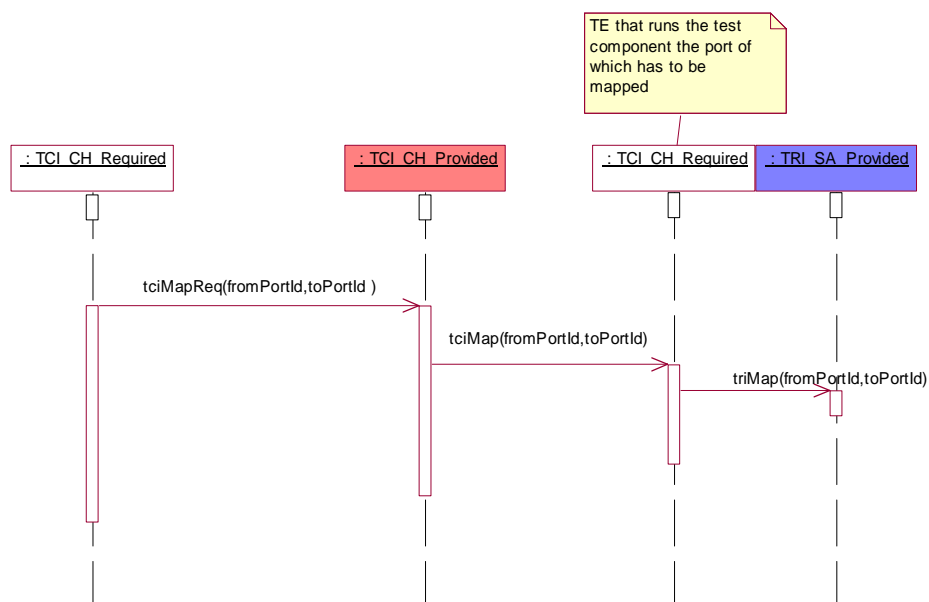 TE that runs the test
component the port of
which has to be
mapped
: TCI_CH_Required
: TCI_CH_Provided
: TCI_CH_Required
: TRI_SA_Provided
tciMapReq(fromPortId,toPortId )
tciMap(fromPortId,toPortId)
triMap(fromPortId,toPortId)